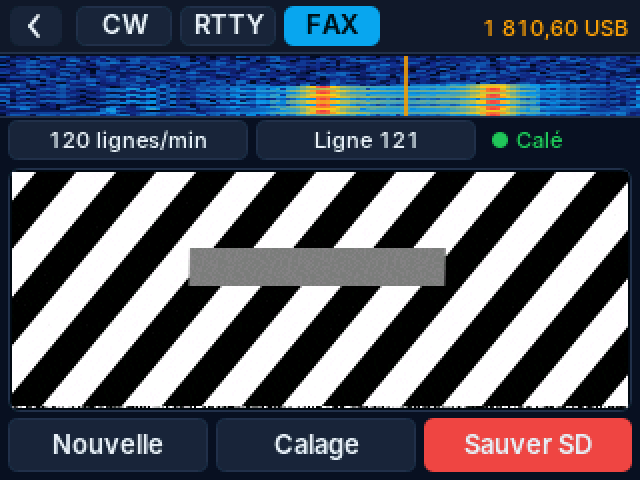 CW RTTY FAX 1 810,60 USB
120 lignes/min Ligne 121 Calé
Nouvelle Calage Sauver SD